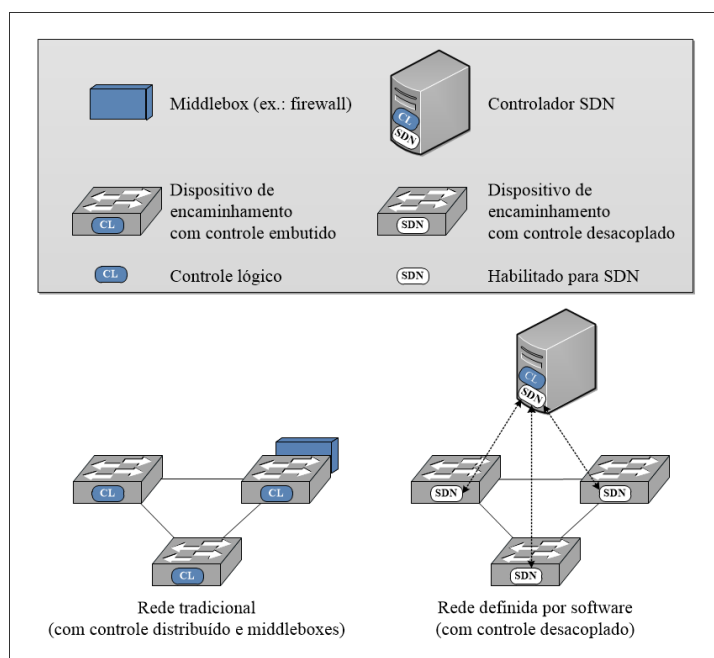 Middlebox (ex.: firewall)
CL
SDN
Controlador SDN
CL
Dispositivo de
encaminhamento
com controle embutido
SDN
Dispositivo de
encaminhamento
com controle desacoplado
CL
Controle lógico
SDN
Habilitado para SDN
CL
SDN
CL
CL
CL
SDN
SDN
SDN
Rede tradicional
(com controle distribuído e middleboxes)
Rede definida por software
(com controle desacoplado)